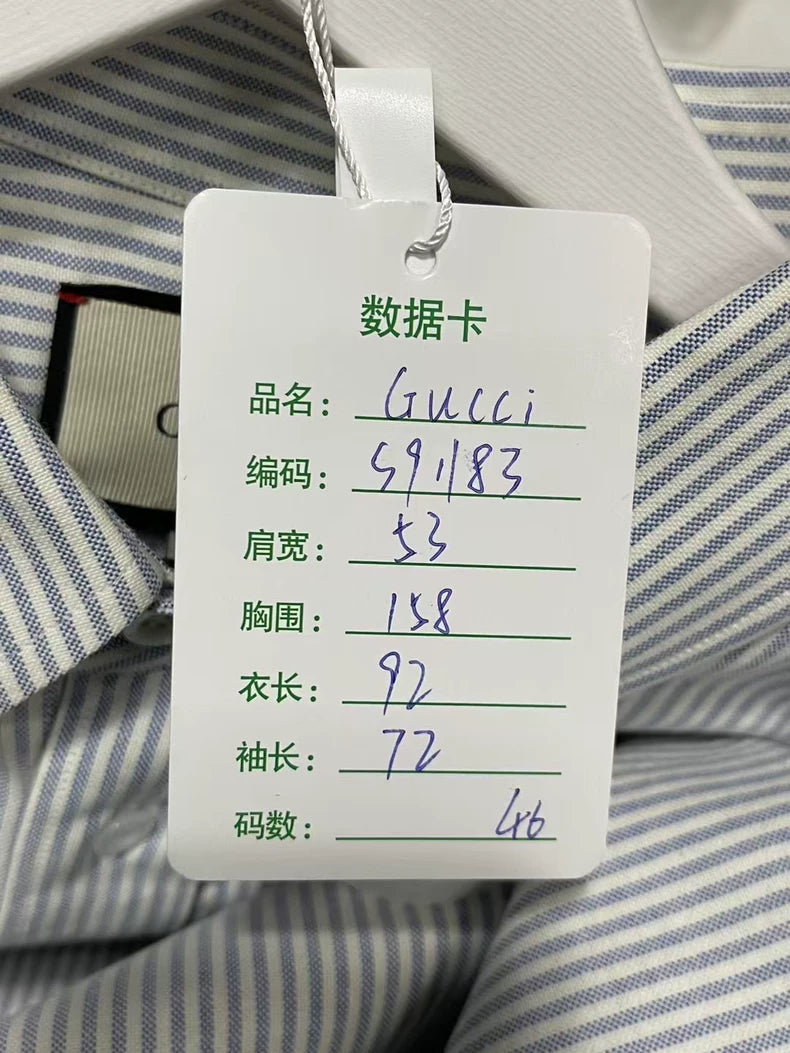 数据卡
品名: Gucci
编码: 591183
肩宽: 53
胸围: 158
衣长: 92
袖长: 72
码数: 46